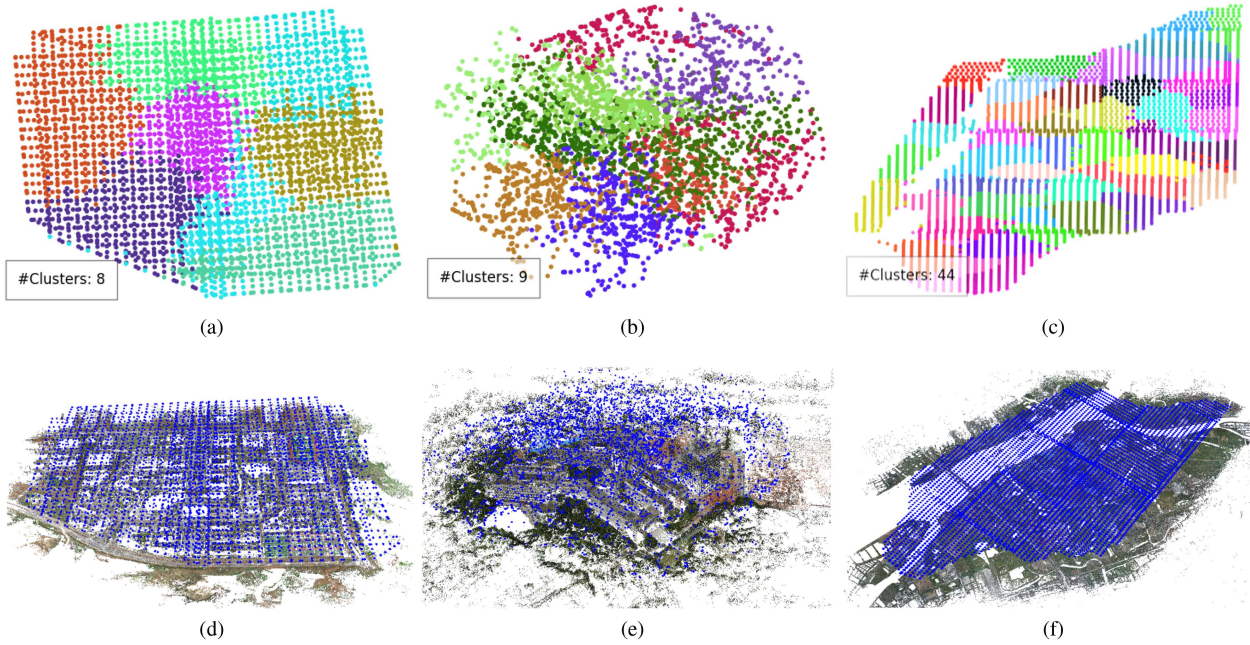 #Clusters: 8
#Clusters: 9
#Clusters: 44
(a)
(b)
(c)
(d)
(e)
(f)